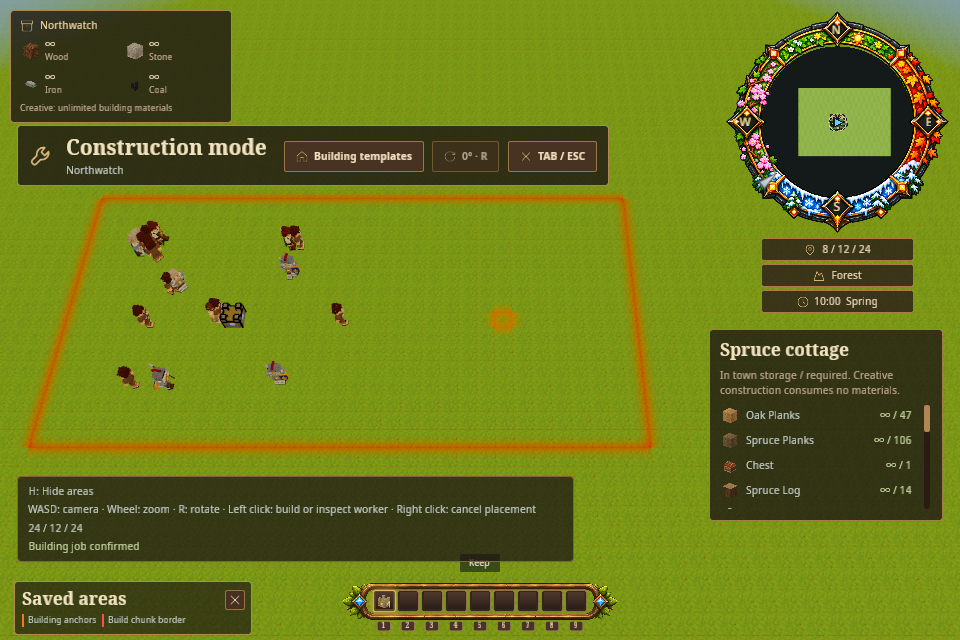 Northwatch
∞ Wood
∞ Stone
∞ Iron
∞ Coal
Creative: unlimited building materials
Construction mode
Northwatch
Building templates
0° · R
TAB / ESC
N
W
E
S
8 / 12 / 24
Forest
10:00 Spring
Spruce cottage
In town storage / required. Creative
construction consumes no materials.
Oak Planks ∞ / 47
Spruce Planks ∞ / 106
Chest ∞ / 1
Spruce Log ∞ / 14
H: Hide areas
WASD: camera · Wheel: zoom · R: rotate · Left click: build or inspect worker · Right click: cancel placement
24 / 12 / 24
Building job confirmed
Keep
Saved areas
Building anchors
Build chunk border
1 2 3 4 5 6 7 8 9